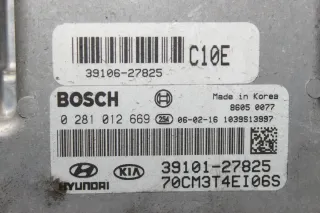 C10E
39106-27825
BOSCH
Made in Korea
8605 0077
0 281 012 669 254 06-02-16 1039S13997
HYUNDAI KIA 39101-27825
70CM3T4EI06S